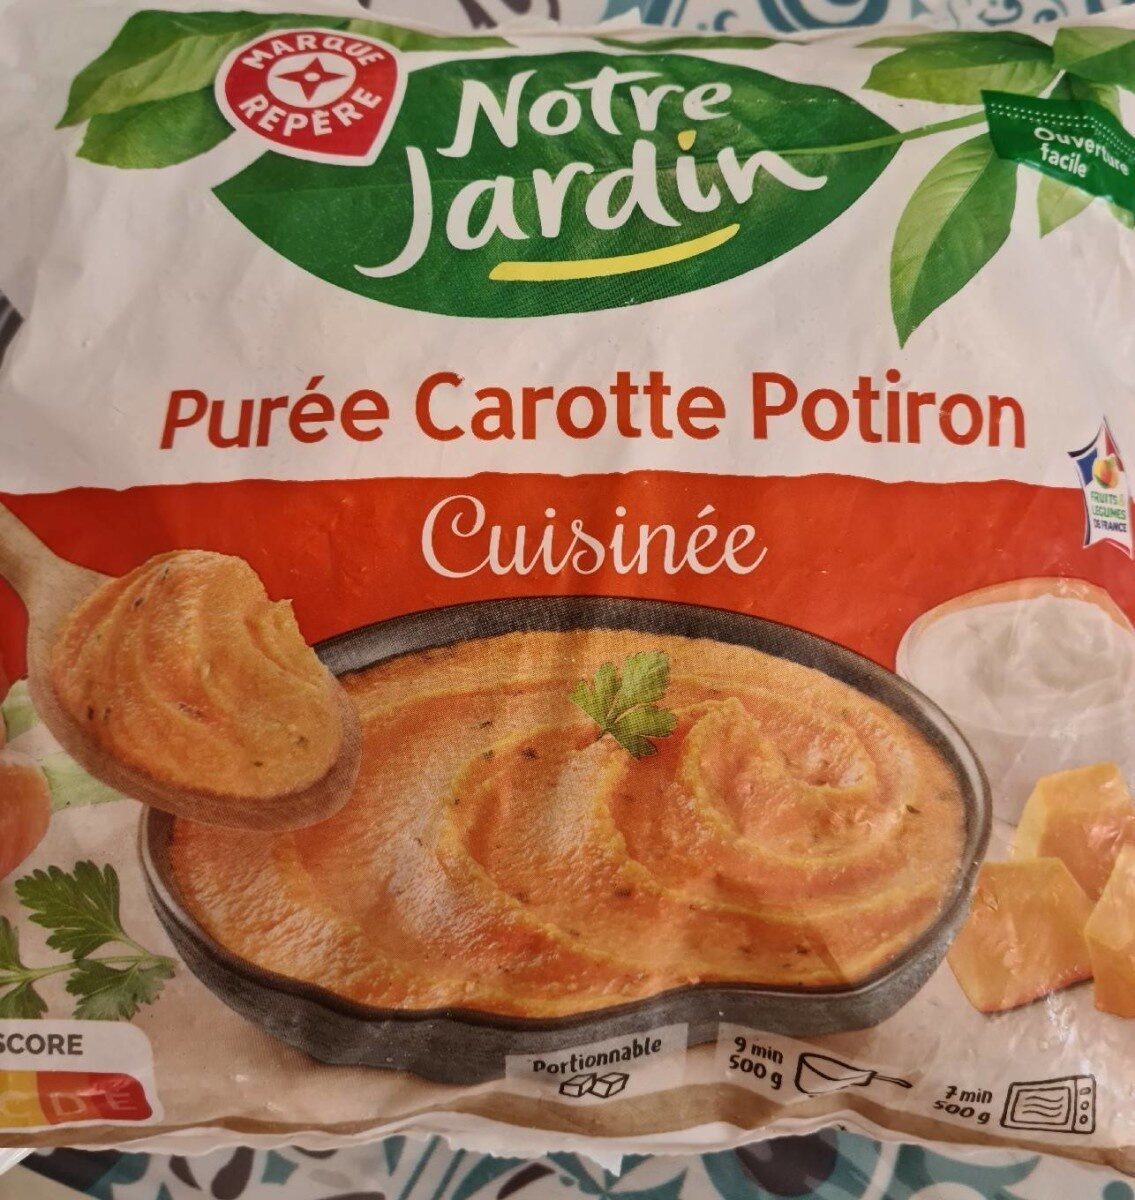 MARQUE
REPÈRE
Notre
Jardin
Ouverture
facile
Purée Carotte Potiron
Cuisinée
FRUITS &
LEGUMES
DE FRANCE
SCORE
C D E
Portionnable
9 min
500 g
7 min
500 g